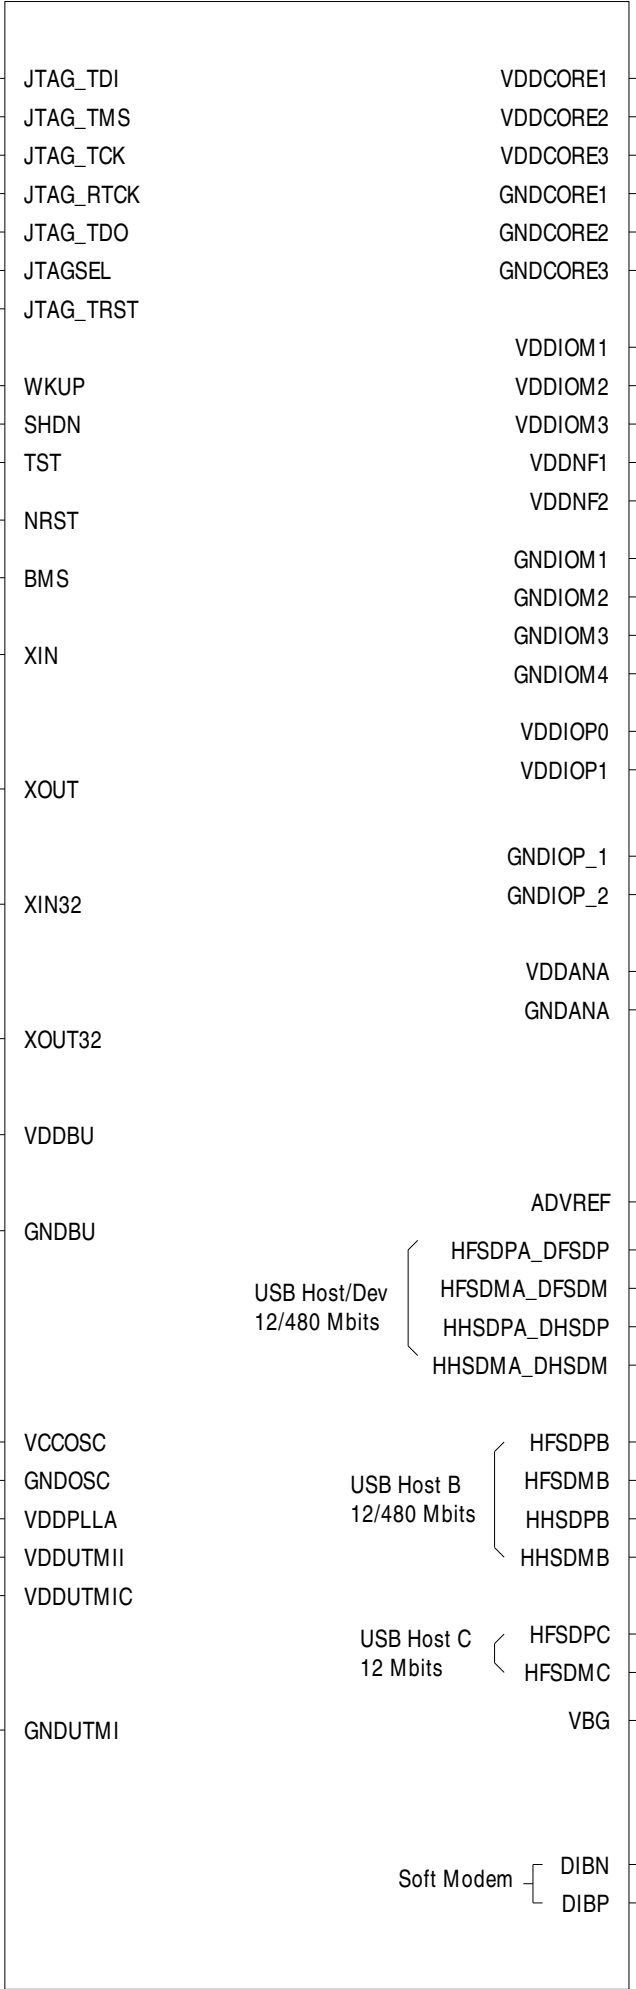 JTAG_TDI
JTAG_TMS
JTAG_TCK
JTAG_RTCK
JTAG_TDO
JTAGSEL
JTAG_TRST
WKUP
SHDN
TST
NRST
BMS
XIN
XOUT
XIN32
XOUT32
VDDBU
GNDBU
VCCOSC
GNDOSC
VDDPLLA
VDDUTMII
VDDUTMIC
GNDUTMI
VDDCORE1
VDDCORE2
VDDCORE3
GNDCORE1
GNDCORE2
GNDCORE3
VDDIOM1
VDDIOM2
VDDIOM3
VDDNF1
VDDNF2
GNDIOM1
GNDIOM2
GNDIOM3
GNDIOM4
VDDIOP0
VDDIOP1
GNDIOP_1
GNDIOP_2
VDDANA
GNDANA
ADVREF
USB Host/Dev
12/480 Mbits
HFSDPA_DFSDP
HFSDMA_DFSDM
HHSDPA_DHSDP
HHSDMA_DHSDM
USB Host B
12/480 Mbits
HFSDPB
HFSDMB
HHSDPB
HHSDMB
USB Host C
12 Mbits
HFSDPC
HFSDMC
VBG
Soft Modem
DIBN
DIBP